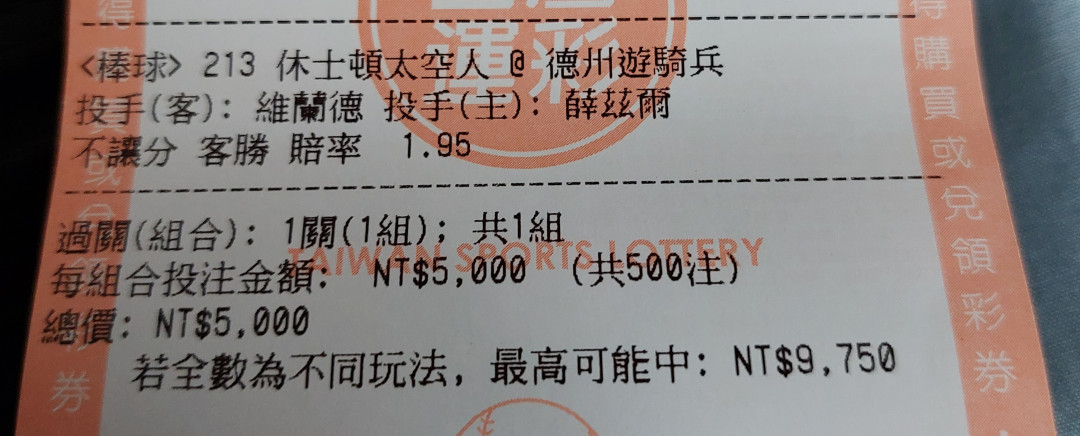 運彩
<棒球> 213 休士頓太空人 @ 德州遊騎兵
投手(客): 維蘭德 投手(主): 薛茲爾
不讓分 客勝 賠率 1.95
過關(組合): 1關(1組); 共1組
TAIWAN SPORTS LOTTERY
每組合投注金額: NT$5,000 (共500注)
總價: NT$5,000
若全數為不同玩法, 最高可能中: NT$9,750
得購買或兌領彩券